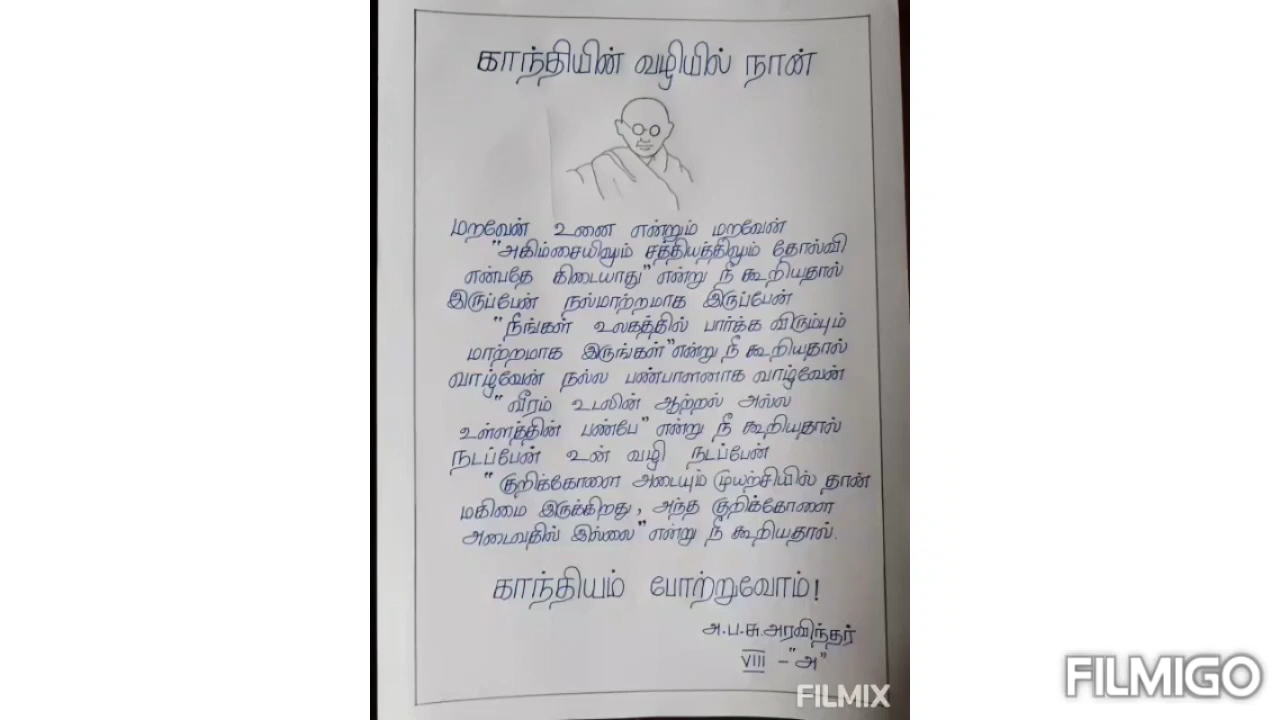 காந்தியின் வழியில் நான்
மறவேன் உனை என்றும் மறவேன்
"அகிம்சையிலும் சத்தியத்திலும் தோல்வி
என்பதே கிடையாது" என்று நீ கூறியதால்
இருப்பேன் நல்மாற்றமாக இருப்பேன்
"நீங்கள் உலகத்தில் பார்க்க விரும்பும்
மாற்றமாக இருங்கள்" என்று நீ கூறியதால்
வாழ்வேன் நல்ல பண்பாளனாக வாழ்வேன்
"வீரம் உடலின் ஆற்றல் அல்ல
உள்ளத்தின் பண்பே" என்று நீ கூறியதால்
நடப்பேன் உன் வழி நடப்பேன்
"குறிக்கோளை அடையும் முயற்சியில் தான்
மகிமை இருக்கிறது, அந்த குறிக்கோளை
அடைவதில் இல்லை" என்று நீ கூறியதால்.
காந்தியம் போற்றுவோம்!
அ.ப.சு.அரவிந்தர்
VIII - "அ"
FILMIX
FILMIGO